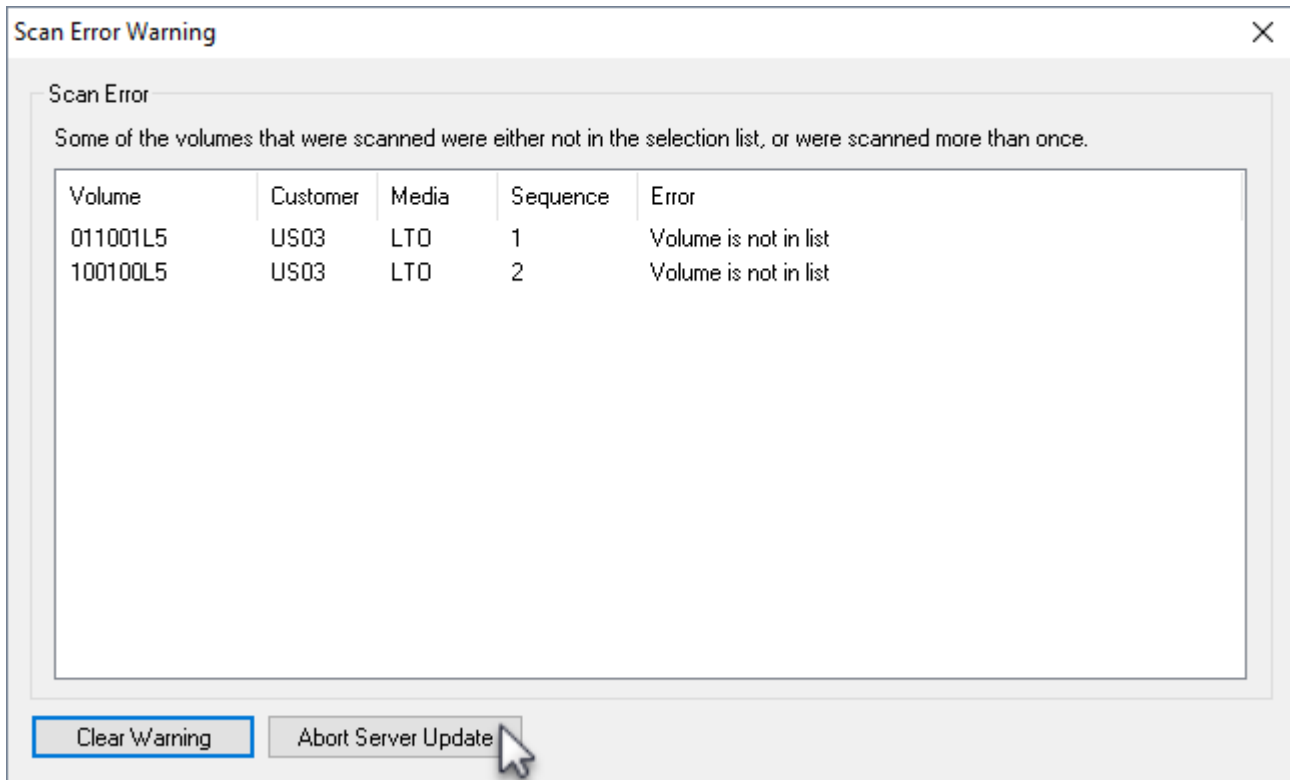 Scan Error Warning
Scan Error
Some of the volumes that were scanned were either not in the selection list, or were scanned more than once.
Volume Customer Media Sequence Error
011001L5 US03 LTO 1 Volume is not in list
100100L5 US03 LTO 2 Volume is not in list
Clear Warning Abort Server Update